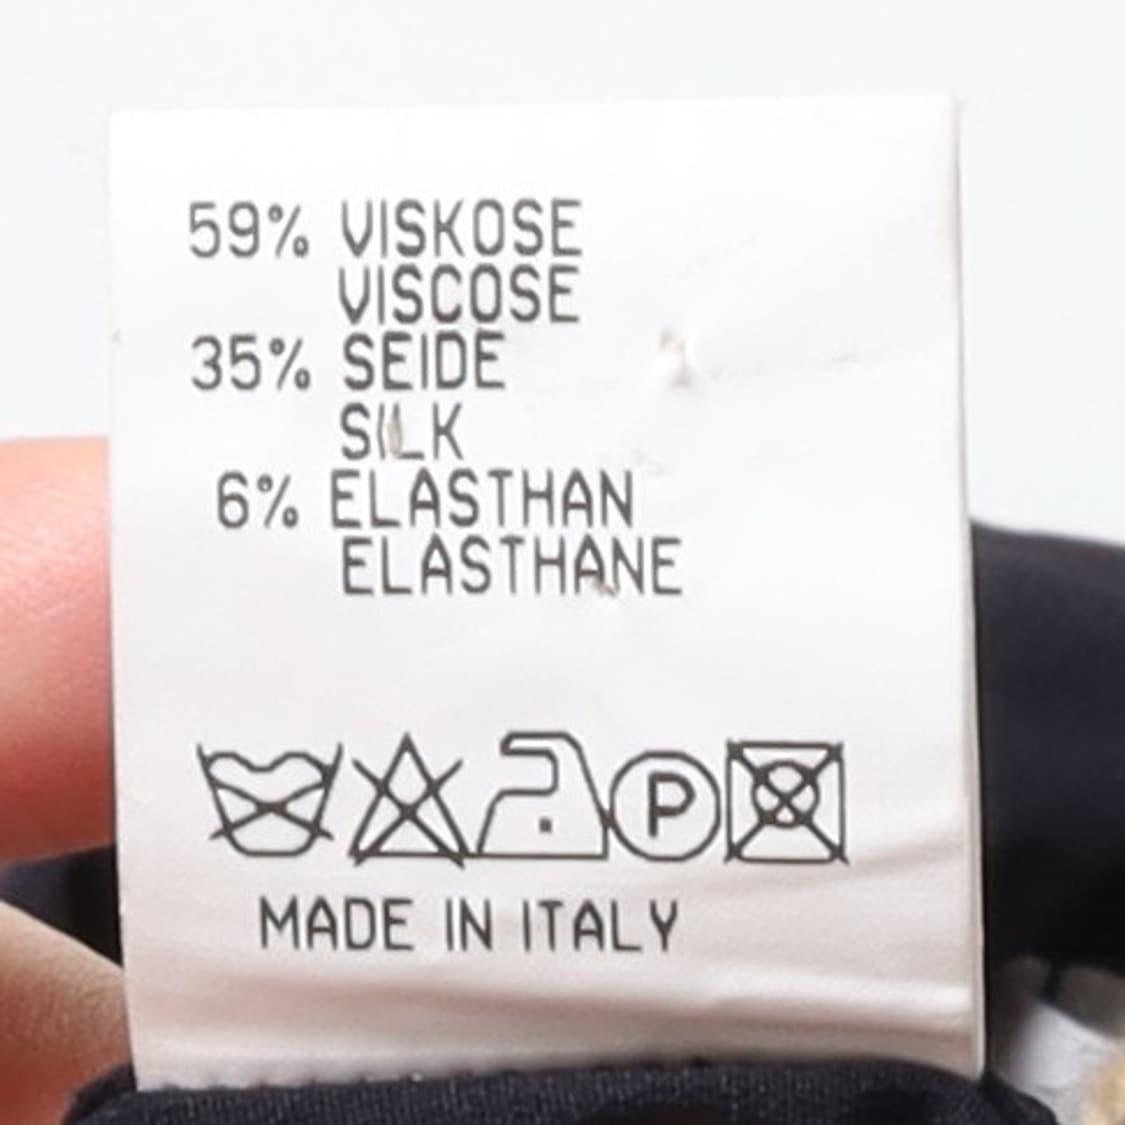 59% VISKOSE
VISCOSE
35% SEIDE
SILK
6% ELASTHAN
ELASTHANE
P
MADE IN ITALY